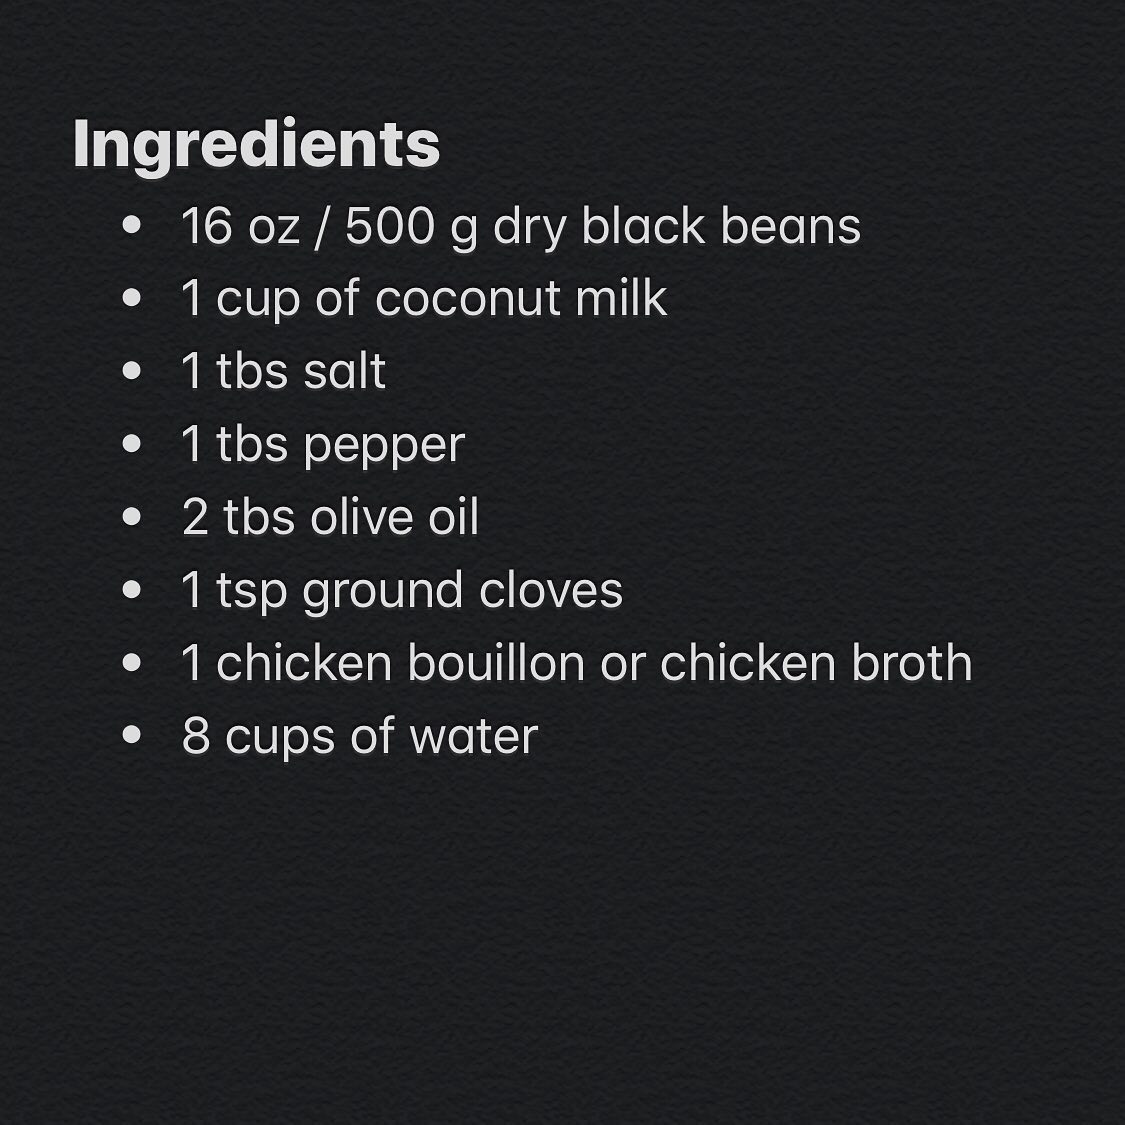 Ingredients
• 16 oz / 500 g dry black beans
• 1 cup of coconut milk
• 1 tbs salt
• 1 tbs pepper
• 2 tbs olive oil
• 1 tsp ground cloves
• 1 chicken bouillon or chicken broth
• 8 cups of water